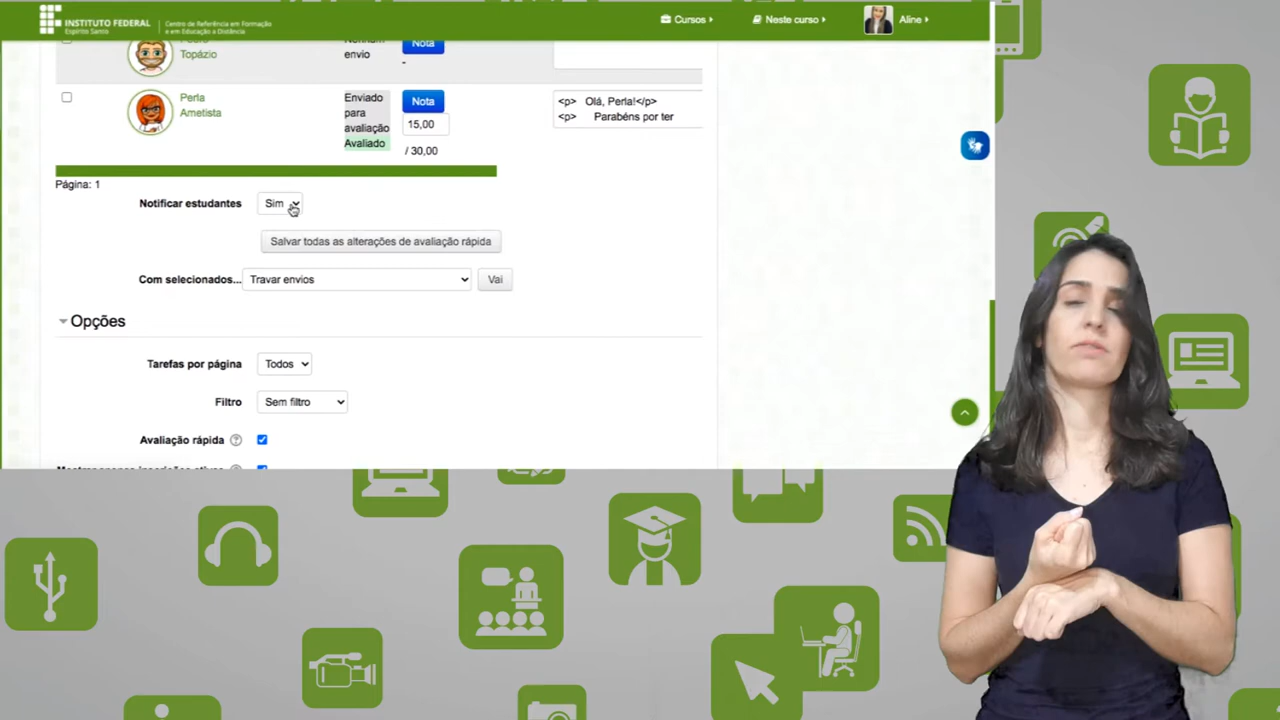 INSTITUTO FEDERAL
Espírito Santo
Centro de Referência em Formação
e em Educação a Distância
Cursos
Neste curso
Aline
Topázio
Nenhum
envio
Nota
-
Perla
Ametista
Enviado
para
avaliação
Avaliado
Nota
15,00
/ 30,00
<p> Olá, Perla!</p>
<p> Parabéns por ter
Página: 1
Notificar estudantes
Sim
Salvar todas as alterações de avaliação rápida
Com selecionados...
Travar envios
Vai
Opções
Tarefas por página
Todos
Filtro
Sem filtro
Avaliação rápida